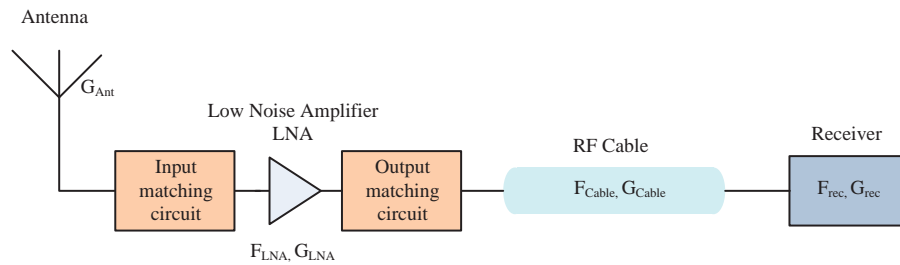 Antenna
G_Ant
Low Noise Amplifier
LNA
Input
matching
circuit
F_LNA, G_LNA
Output
matching
circuit
RF Cable
F_Cable, G_Cable
Receiver
F_rec, G_rec